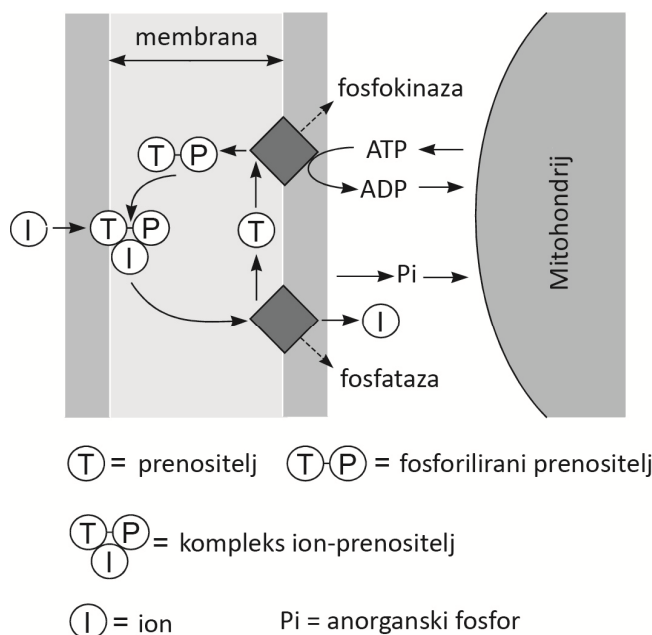 membrana
fosfokinaza
T P
ATP
ADP
I
T P
I
T
Pi
I
fosfataza
Mitohondrij
T = prenositelj
T P = fosforilirani prenositelj
T P
I
= kompleks ion-prenositelj
I = ion
Pi = anorganski fosfor